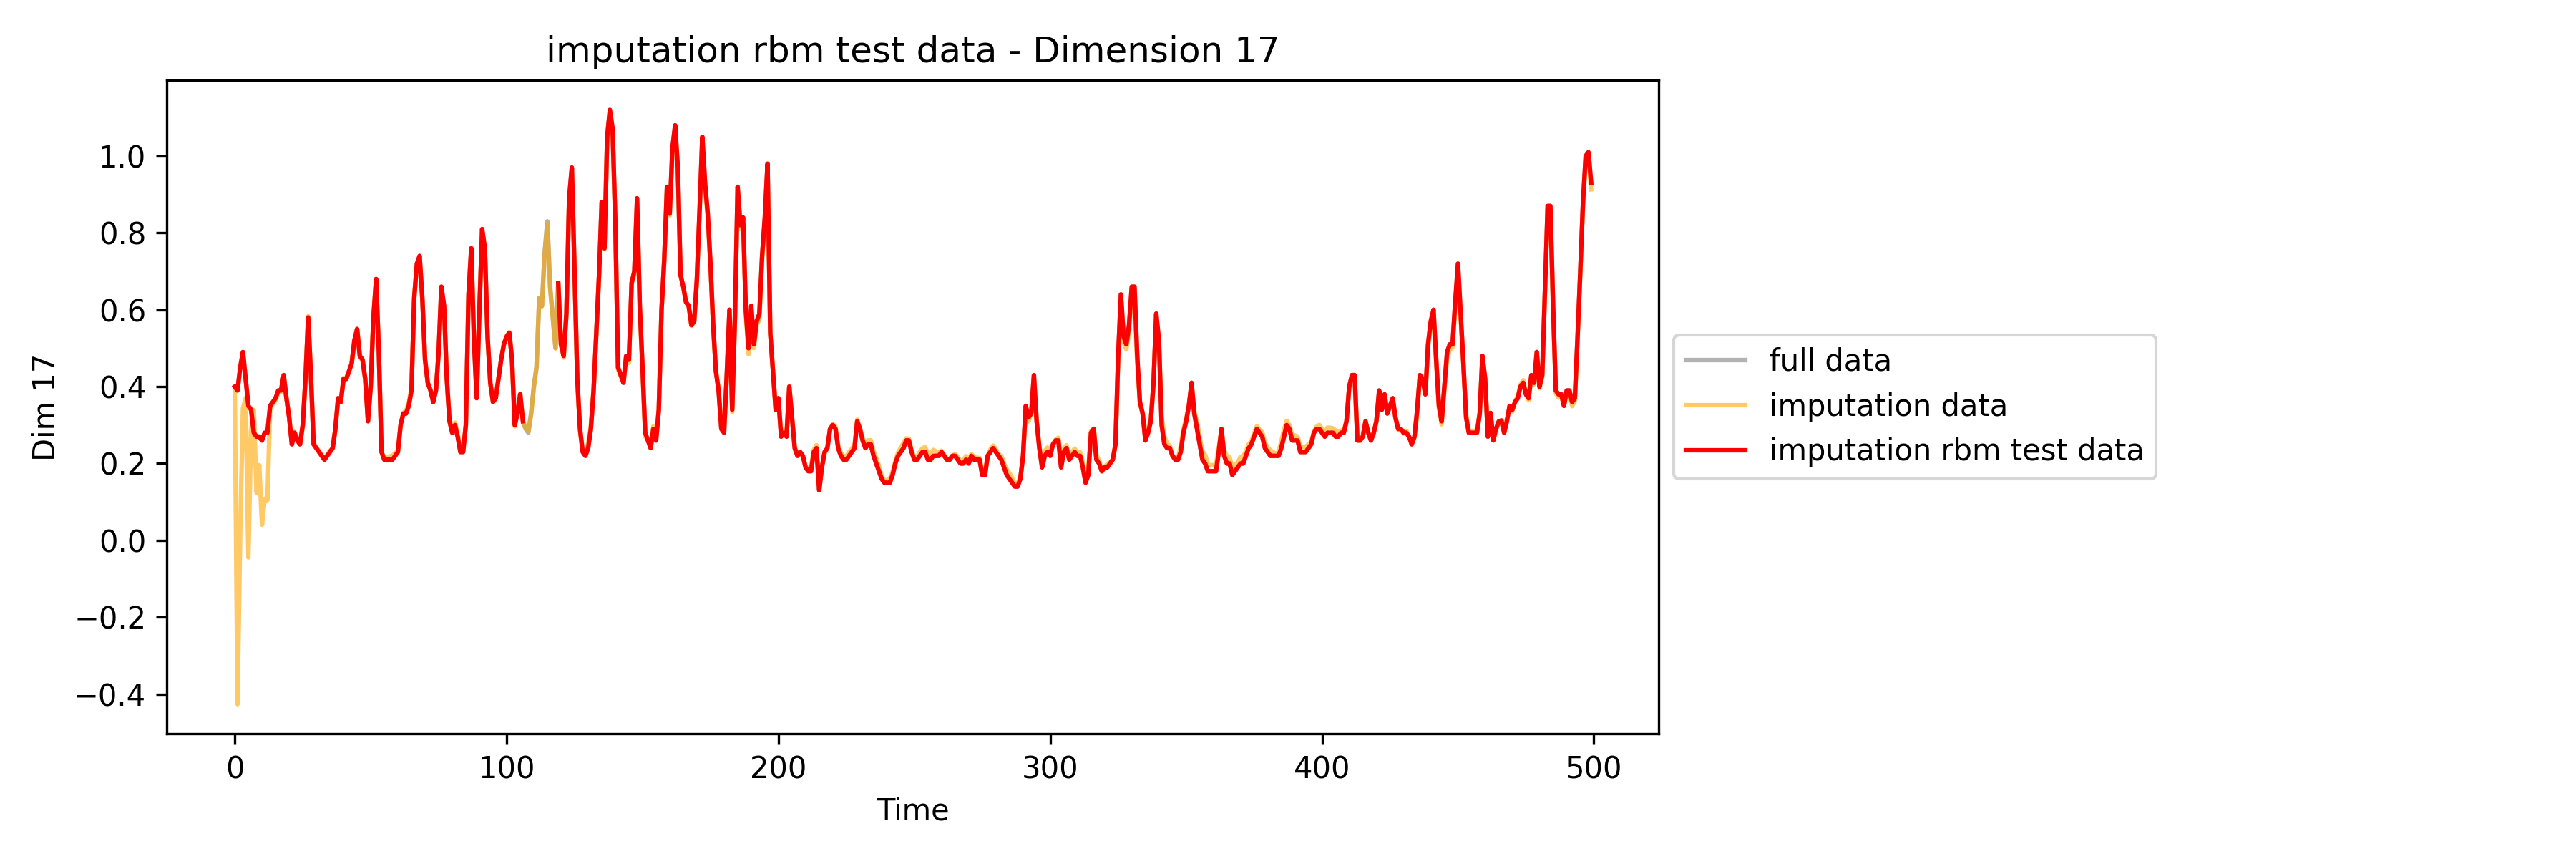 imputation rbm test data - Dimension 17
1.0
0.8
0.6
0.4
0.2
0.0
−0.2
−0.4
Dim 17
0 100 200 300 400 500
Time
full data
imputation data
imputation rbm test data